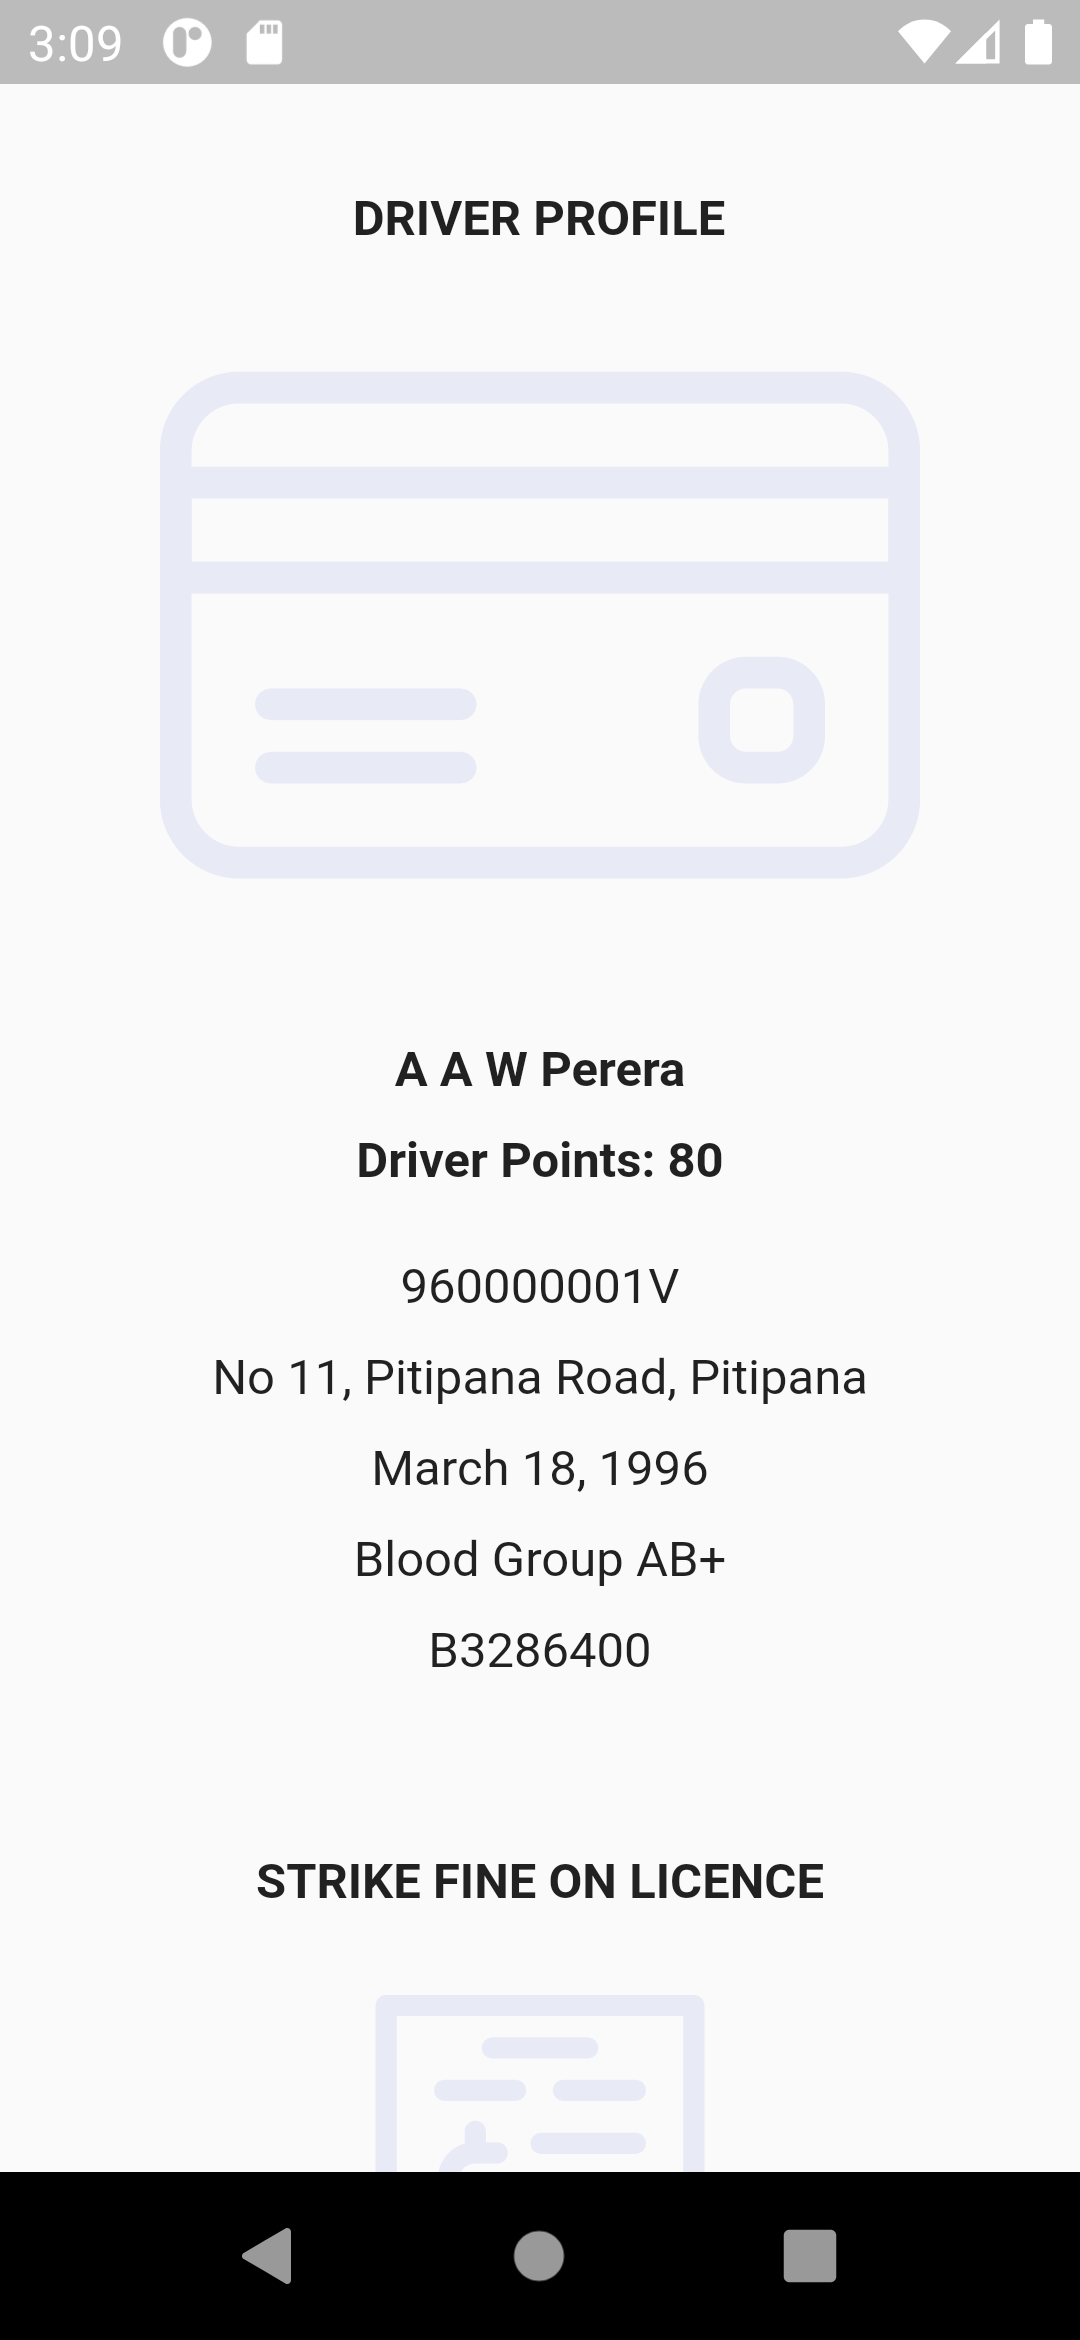 3:09
DRIVER PROFILE
A A W Perera
Driver Points: 80
960000001V
No 11, Pitipana Road, Pitipana
March 18, 1996
Blood Group AB+
B3286400
STRIKE FINE ON LICENCE